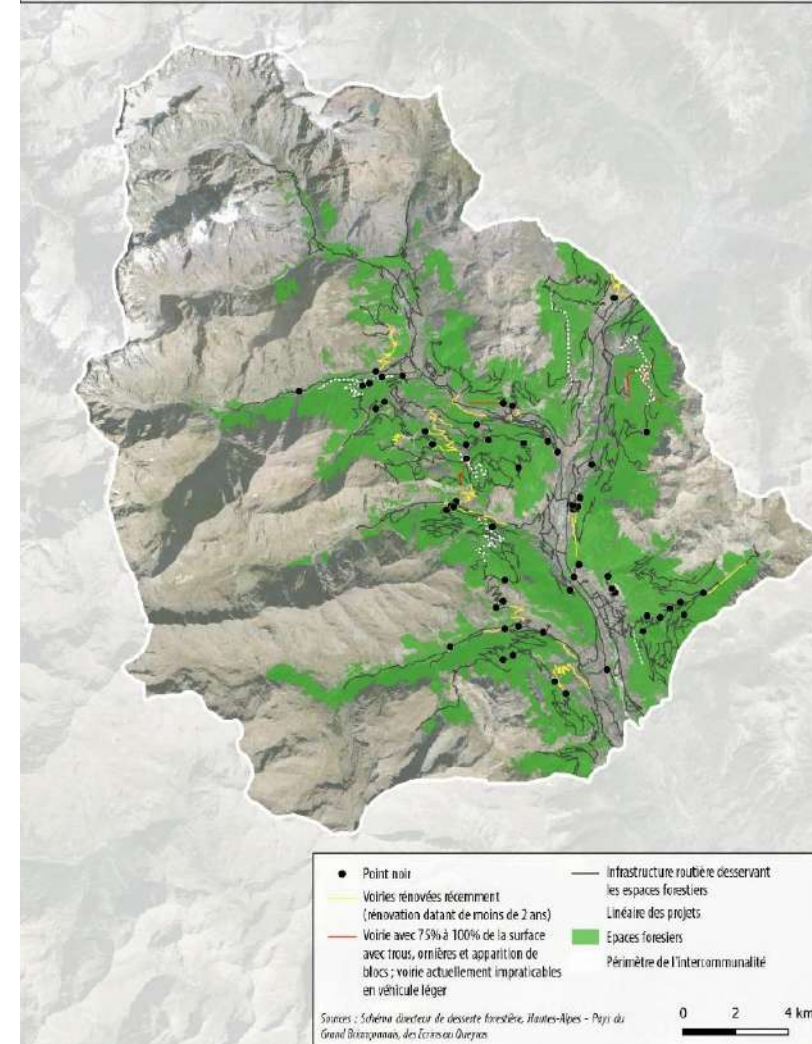 Point noir
Voiries rénovées récemment
(rénovation datant de moins de 2 ans)
Voirie avec 75% à 100% de la surface
avec trous, ornières et apparition de
blocs ; voirie actuellement impraticables
en véhicule léger
Infrastructure routière desservant
les espaces forestiers
Linéaire des projets
Epaces foresiers
Périmètre de l'intercommunalité
Sources : Schéma directeur de desserte forestière, Hautes-Alpes - Pays du
Grand Briançonnais, des Ecrins au Queyras
0 2 4 km